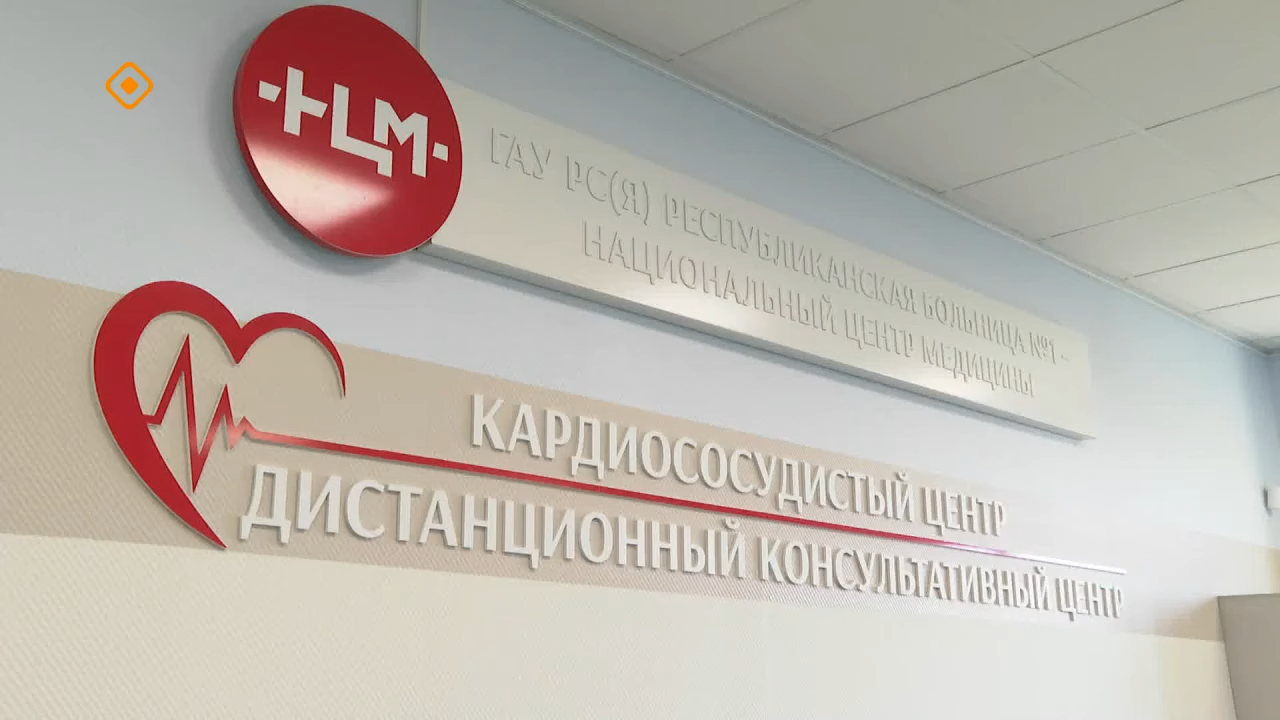 НЦМ
ГАУ РС(Я) РЕСПУБЛИКАНСКАЯ БОЛЬНИЦА №1 –
НАЦИОНАЛЬНЫЙ ЦЕНТР МЕДИЦИНЫ
КАРДИОСОСУДИСТЫЙ ЦЕНТР
ДИСТАНЦИОННЫЙ КОНСУЛЬТАТИВНЫЙ ЦЕНТР